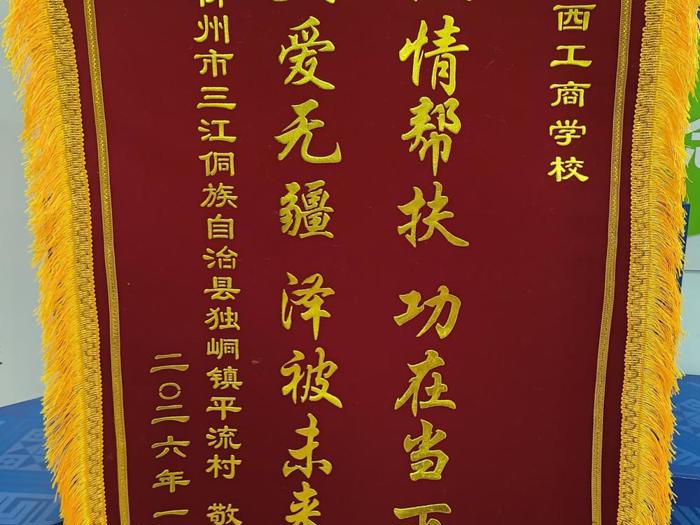 西工商学校
情帮扶 功在当下
爱无疆 泽被未来
州市三江侗族自治县独峒镇平流村 敬
二〇二六年一